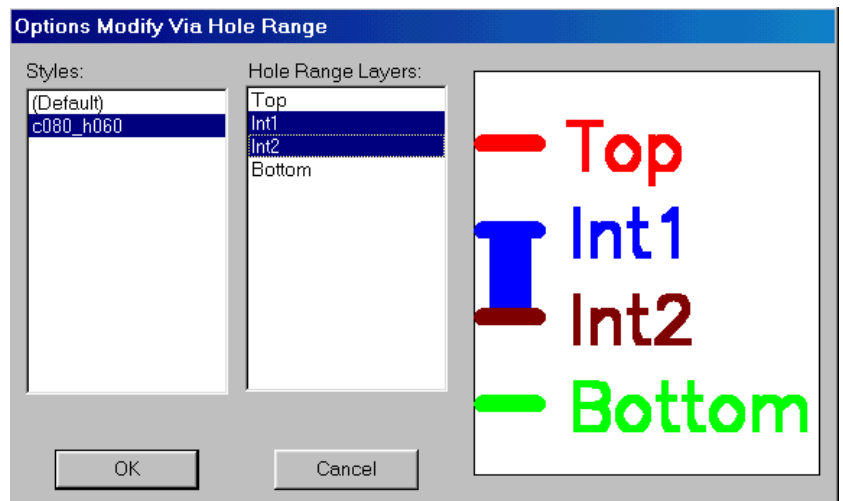 Options Modify Via Hole Range
Styles:
(Default)
c080_h060
Hole Range Layers:
Top
Int1
Int2
Bottom
Top
Int1
Int2
Bottom
OK
Cancel